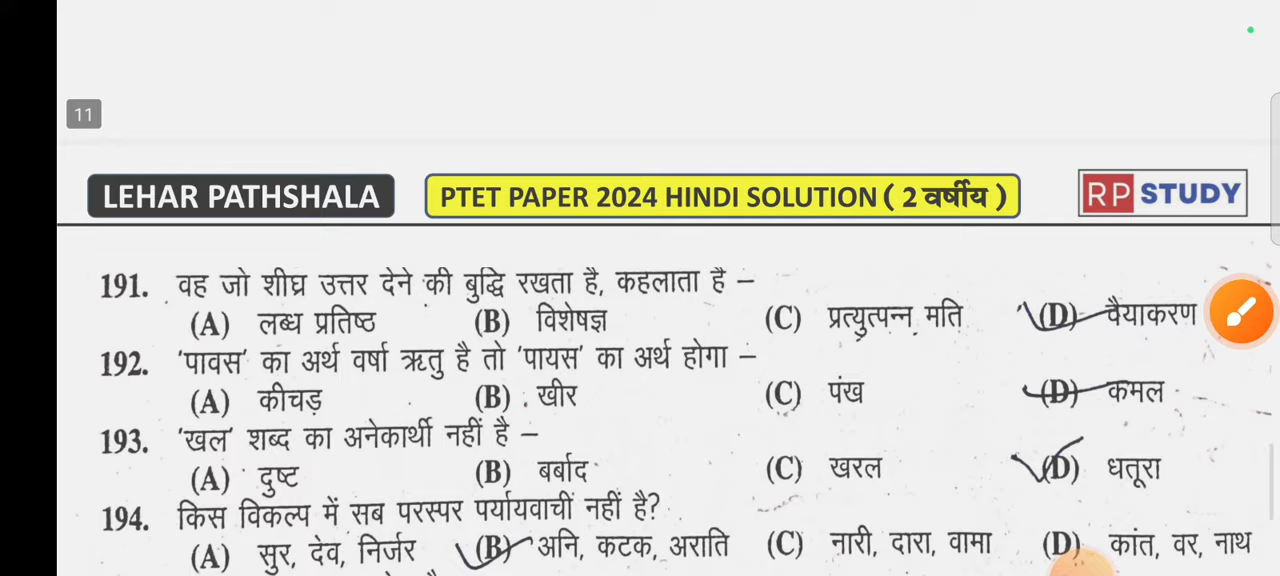 11
LEHAR PATHSHALA PTET PAPER 2024 HINDI SOLUTION ( 2 वर्षीय ) RP STUDY
191. वह जो शीघ्र उत्तर देने की बुद्धि रखता है, कहलाता है –
(A) लब्ध प्रतिष्ठ (B) विशेषज्ञ (C) प्रत्युत्पन्न मति (D) वैयाकरण
192. 'पावस' का अर्थ वर्षा ऋतु है तो 'पायस' का अर्थ होगा –
(A) कीचड़ (B) खीर (C) पंख (D) कमल
193. 'खल' शब्द का अनेकार्थी नहीं है –
(A) दुष्ट (B) बर्बाद (C) खरल (D) धतूरा
194. किस विकल्प में सब परस्पर पर्यायवाची नहीं है?
(A) सुर, देव, निर्जर (B) अनि, कटक, अराति (C) नारी, दारा, वामा (D) कांत, वर, नाथ